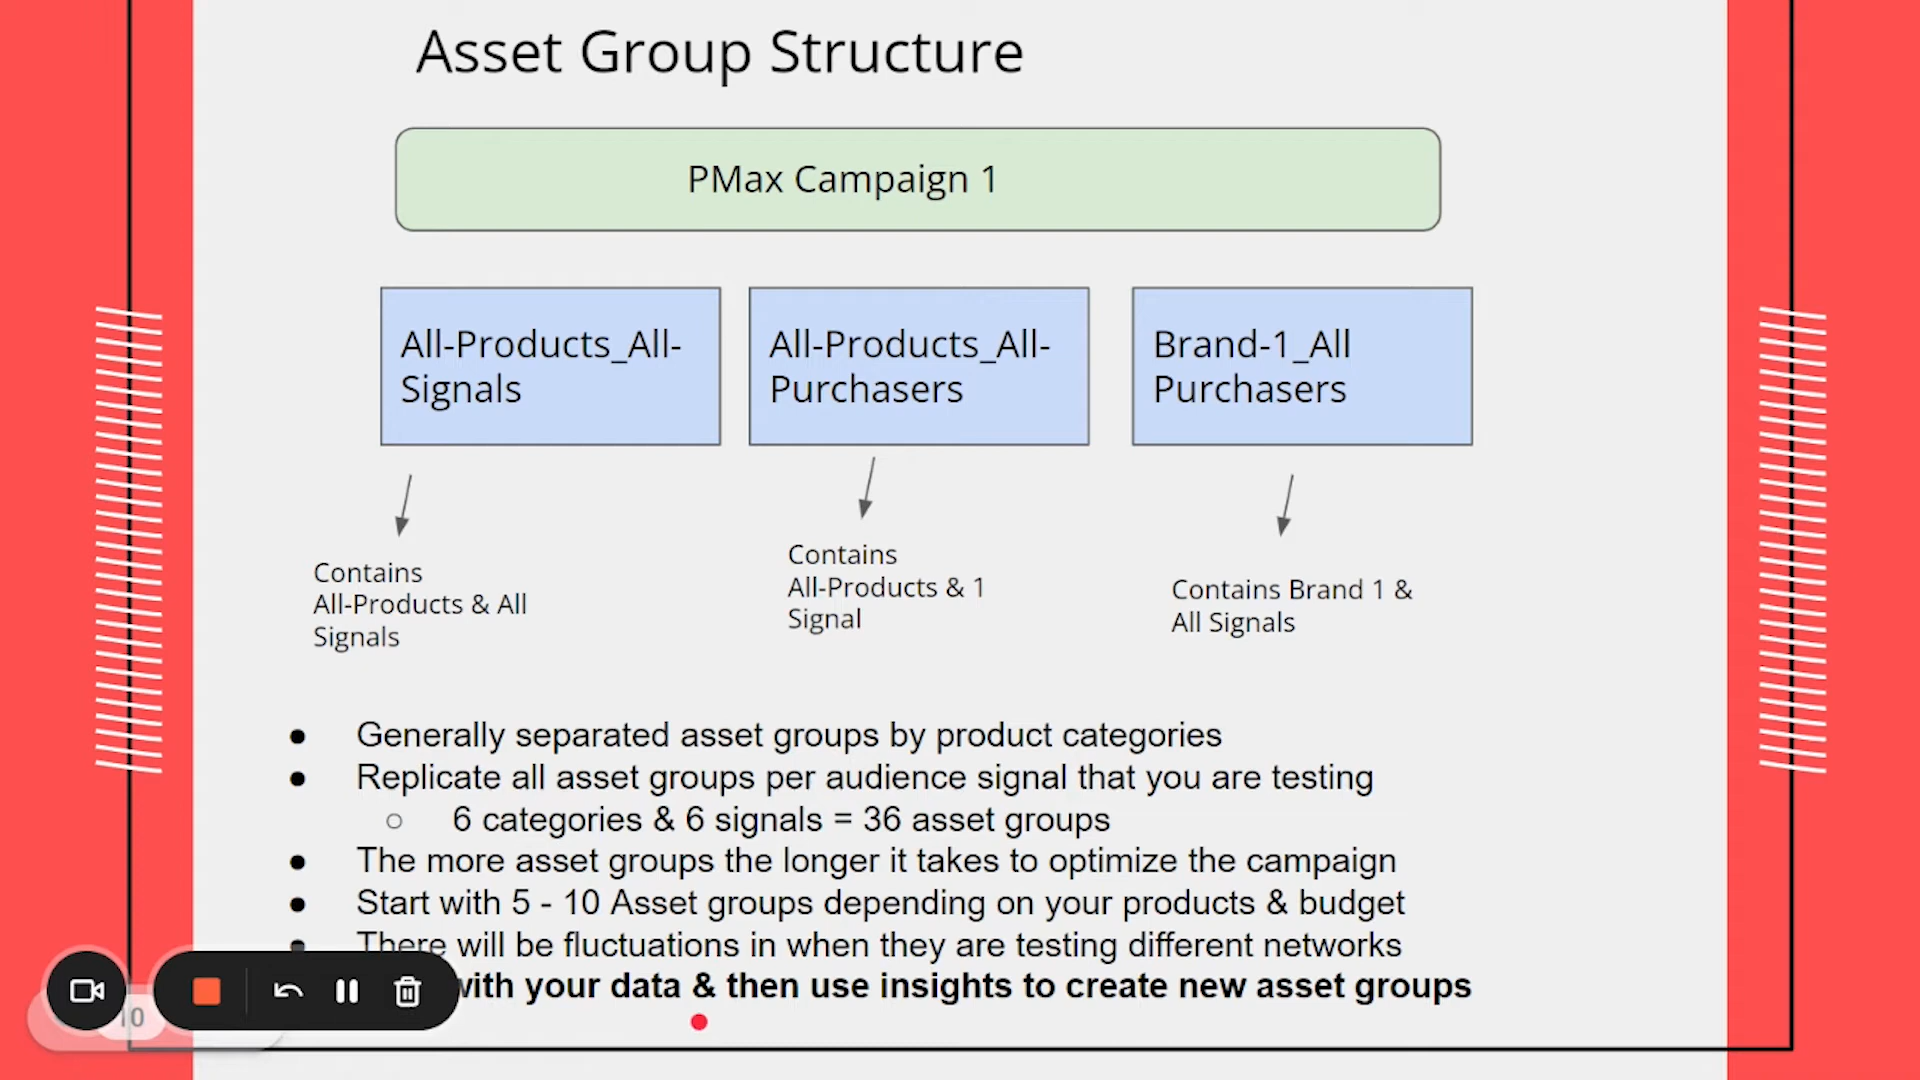 Asset Group Structure
PMax Campaign 1
All-Products_All-
Signals
All-Products_All-
Purchasers
Brand-1_All
Purchasers
Contains
All-Products & All
Signals
Contains
All-Products & 1
Signal
Contains Brand 1 &
All Signals
● Generally separated asset groups by product categories
● Replicate all asset groups per audience signal that you are testing
○ 6 categories & 6 signals = 36 asset groups
● The more asset groups the longer it takes to optimize the campaign
● Start with 5 - 10 Asset groups depending on your products & budget
● There will be fluctuations in when they are testing different networks
with your data & then use insights to create new asset groups
10